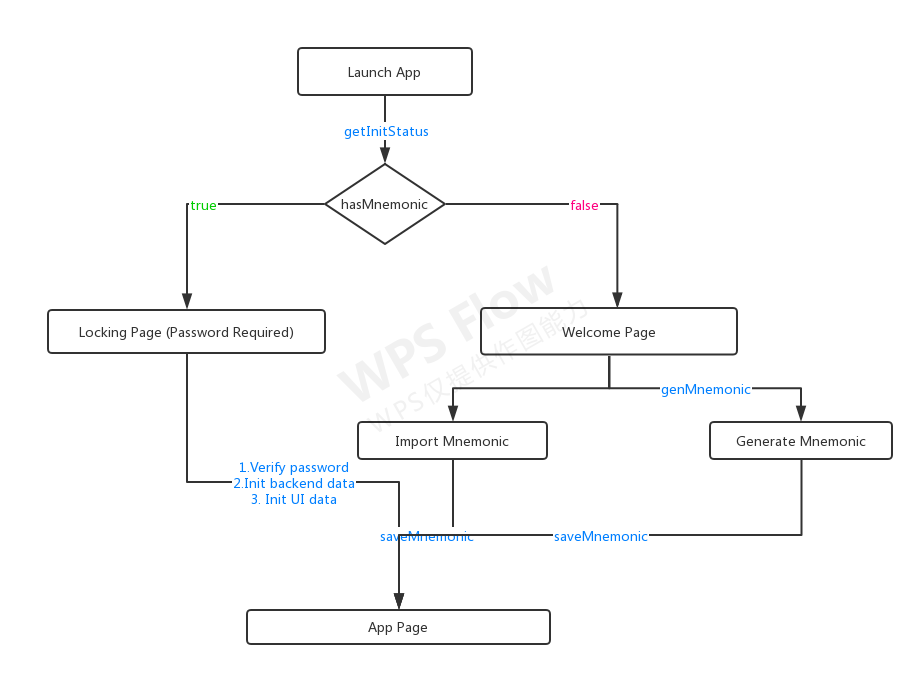 Launch App
getInitStatus
hasMnemonic
true
false
Locking Page (Password Required)
Welcome Page
WPS Flow
WPS仅提供作图能力
genMnemonic
Import Mnemonic
Generate Mnemonic
1.Verify password
2.Init backend data
3. Init UI data
saveMnemonic
saveMnemonic
App Page